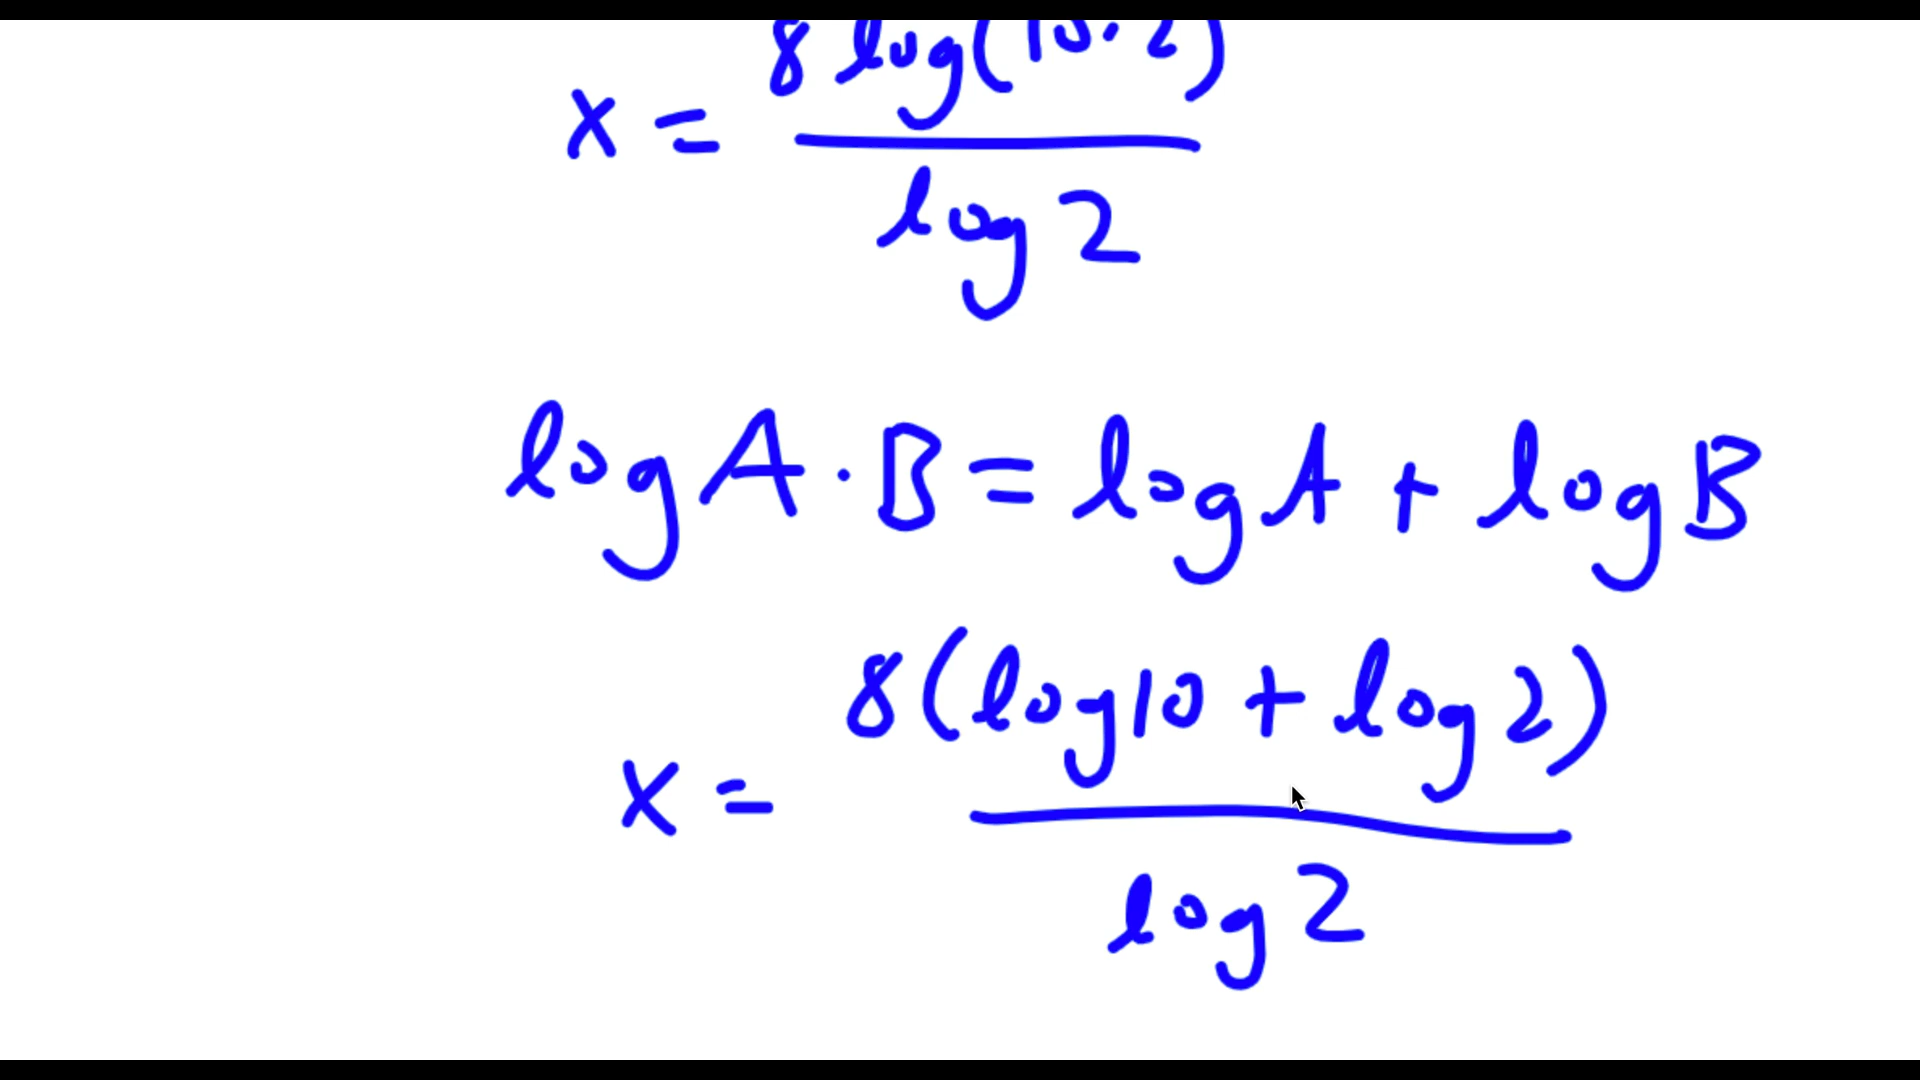 x = 8 log(10·2) / log 2
log A · B = log A + log B
x = 8(log10 + log 2) / log 2